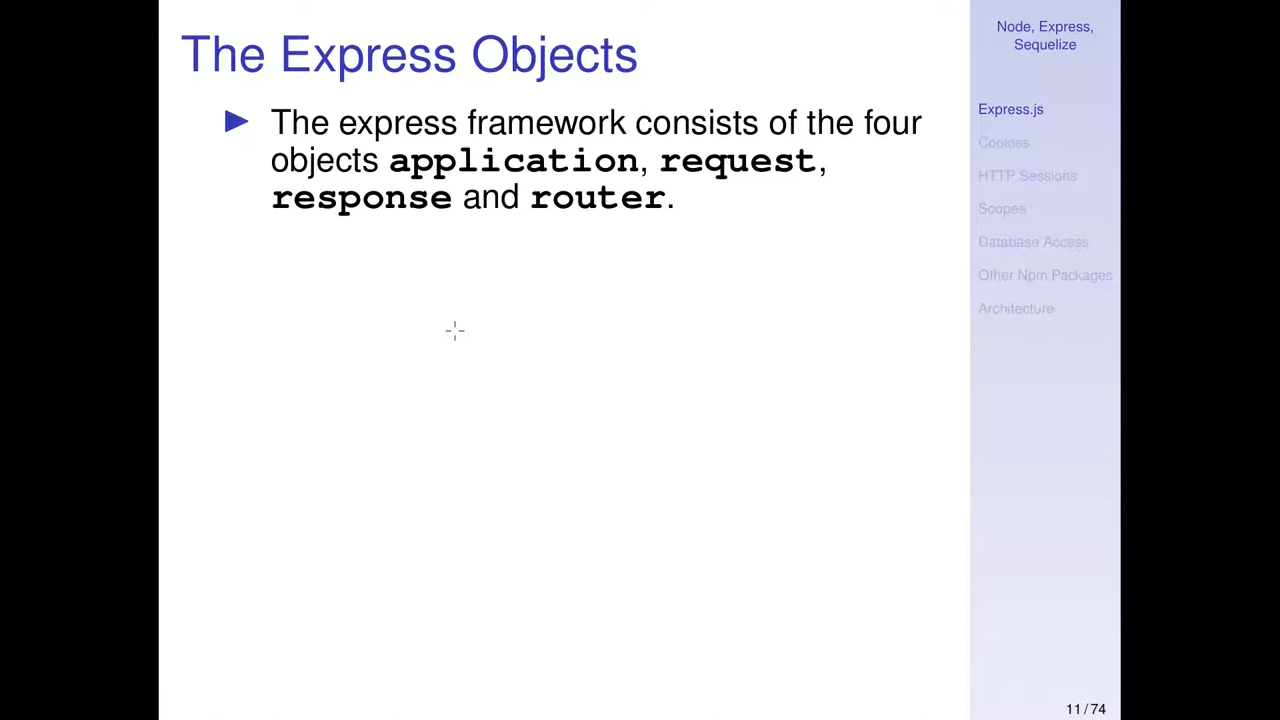 The Express Objects
► The express framework consists of the four
objects application, request,
response and router.
Node, Express,
Sequelize
Express.js
Cookies
HTTP Sessions
Scopes
Database Access
Other Npm Packages
Architecture
11 / 74